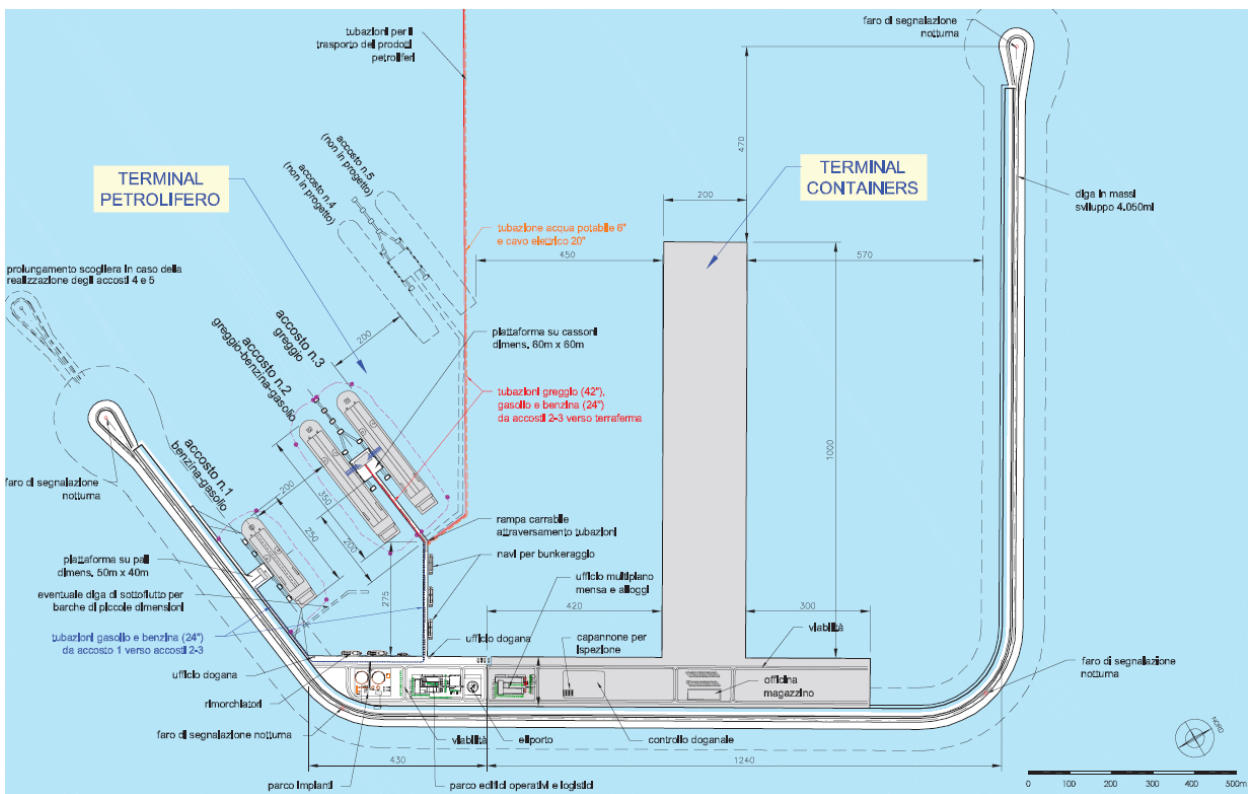 faro di segnalazione
notturna
tubazioni per il
trasporto dei prodotti
petroliferi
470
accosto n.5
(non in progetto)
accosto n.4
(non in progetto)
TERMINAL
PETROLIFERO
TERMINAL
CONTAINERS
diga in massi
sviluppo 4.050ml
200
tubazione acqua potabile 6"
e cavo elettrico 20"
450
570
prolungamento scogliera in caso della
realizzazione degli accosti 4 e 5
accosto n.3
greggio
accosto n.2
greggio-benzina-gasolio
200
piattaforma su cassoni
dimens. 60m x 60m
tubazioni greggio (42"),
gasolio e benzina (24")
da accosti 2-3 verso terraferma
1000
accosto n.1
benzina-gasolio
faro di segnalazione
notturna
200
350
250
200
rampa carrabile
attraversamento tubazioni
navi per bunkeraggio
piattaforma su pali
dimens. 50m x 40m
275
ufficio multipiano
mensa e alloggi
eventuale diga di sottoflutto per
barche di piccole dimensioni
420
300
tubazioni gasolio e benzina (24")
da accosto 1 verso accosti 2-3
ufficio dogana
capannone per
ispezione
viabilità
ufficio dogana
officina
magazzino
faro di segnalazione
notturna
rimorchiatori
faro di segnalazione notturna
viabilità
eliporto
controllo doganale
NORD
430
1240
parco impianti
parco edifici operativi e logistici
0 100 200 300 400 500m